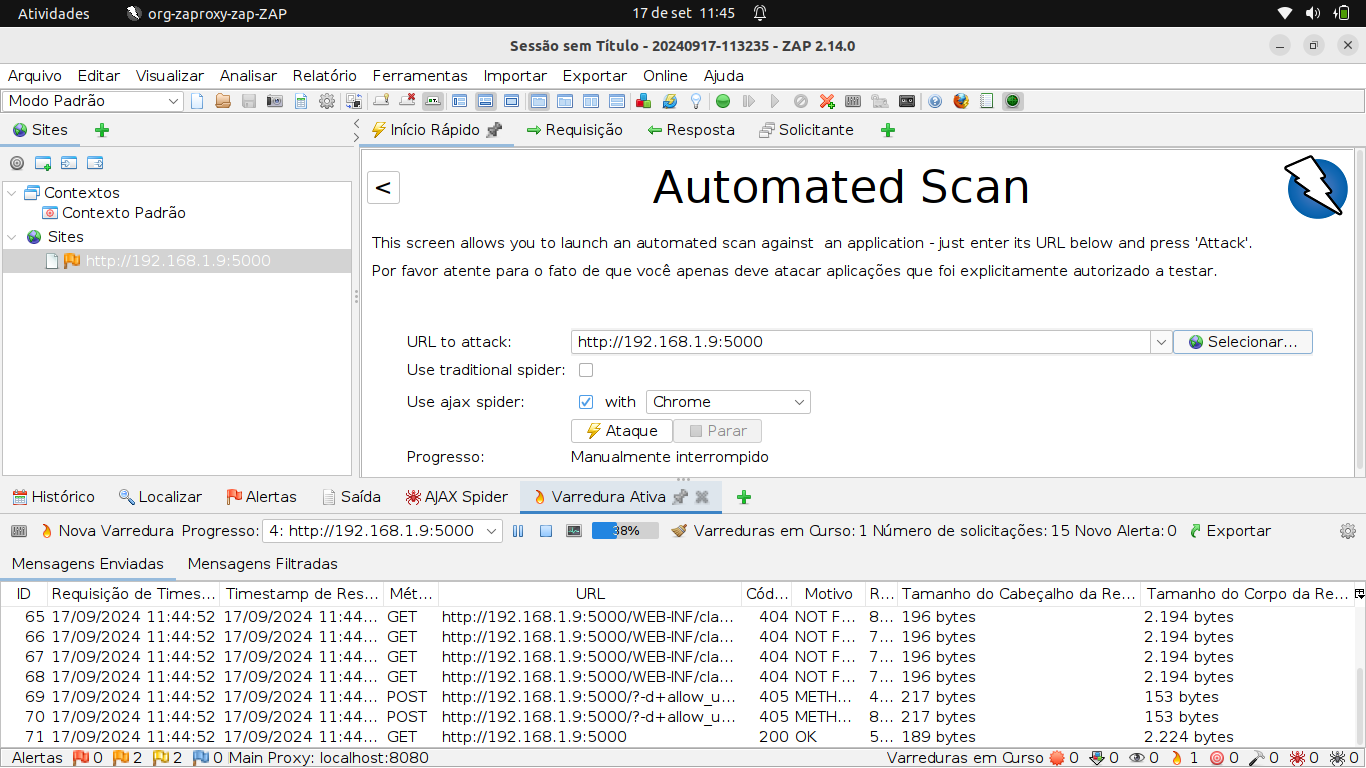 Atividades org-zaproxy-zap-ZAP 17 de set 11:45
Sessão sem Título - 20240917-113235 - ZAP 2.14.0
Arquivo Editar Visualizar Analisar Relatório Ferramentas Importar Exportar Online Ajuda
Modo Padrão
Sites Início Rápido Requisição Resposta Solicitante
< Automated Scan
Contextos
Contexto Padrão
Sites
http://192.168.1.9:5000
This screen allows you to launch an automated scan against an application - just enter its URL below and press 'Attack'.
Por favor atente para o fato de que você apenas deve atacar aplicações que foi explicitamente autorizado a testar.
URL to attack: http://192.168.1.9:5000 Selecionar...
Use traditional spider:
Use ajax spider: with Chrome
Ataque Parar
Progresso: Manualmente interrompido
Histórico Localizar Alertas Saída AJAX Spider Varredura Ativa
Nova Varredura Progresso: 4: http://192.168.1.9:5000 38% Varreduras em Curso: 1 Número de solicitações: 15 Novo Alerta: 0 Exportar
Mensagens Enviadas Mensagens Filtradas
ID Requisição de Times... Timestamp de Res... Mét... URL Cód... Motivo R... Tamanho do Cabeçalho da Re... Tamanho do Corpo da Re...
65 17/09/2024 11:44:52 17/09/2024 11:44... GET http://192.168.1.9:5000/WEB-INF/cla... 404 NOT F... 8... 196 bytes 2.194 bytes
66 17/09/2024 11:44:52 17/09/2024 11:44... GET http://192.168.1.9:5000/WEB-INF/cla... 404 NOT F... 7... 196 bytes 2.194 bytes
67 17/09/2024 11:44:52 17/09/2024 11:44... GET http://192.168.1.9:5000/WEB-INF/cla... 404 NOT F... 7... 196 bytes 2.194 bytes
68 17/09/2024 11:44:52 17/09/2024 11:44... GET http://192.168.1.9:5000/WEB-INF/cla... 404 NOT F... 7... 196 bytes 2.194 bytes
69 17/09/2024 11:44:52 17/09/2024 11:44... POST http://192.168.1.9:5000/?-d+allow_u... 405 METH... 4... 217 bytes 153 bytes
70 17/09/2024 11:44:52 17/09/2024 11:44... POST http://192.168.1.9:5000/?-d+allow_u... 405 METH... 8... 217 bytes 153 bytes
71 17/09/2024 11:44:52 17/09/2024 11:44... GET http://192.168.1.9:5000 200 OK 5... 189 bytes 2.224 bytes
Alertas 0 2 2 0 Main Proxy: localhost:8080 Varreduras em Curso 0 0 0 1 0 0 0 0